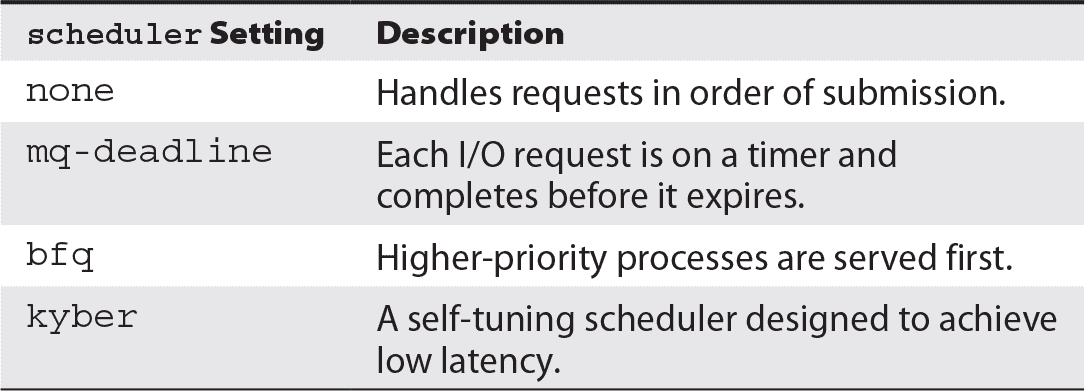 scheduler Setting Description
none Handles requests in order of submission.
mq-deadline Each I/O request is on a timer and
completes before it expires.
bfq Higher-priority processes are served first.
kyber A self-tuning scheduler designed to achieve
low latency.